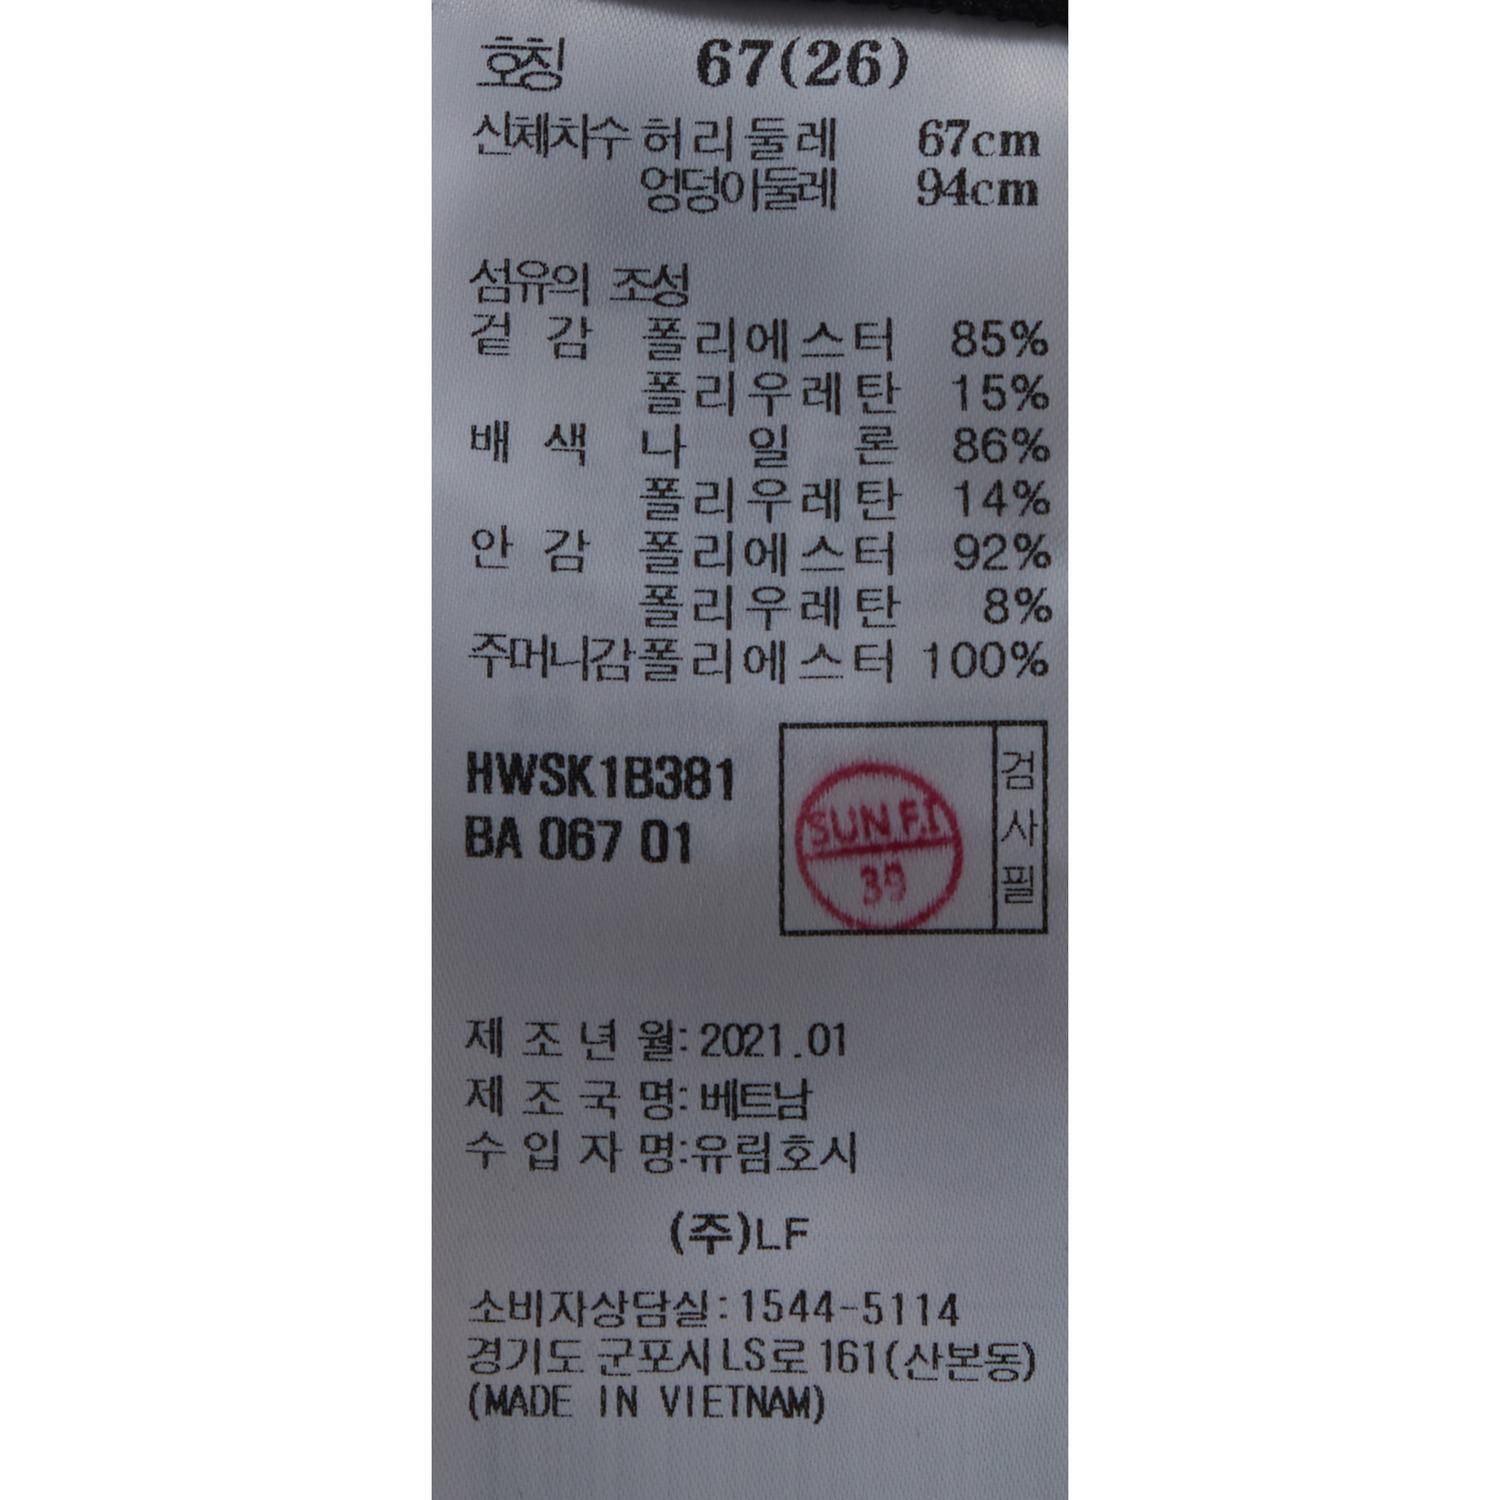 호칭 67(26)
신체치수 허리둘레 67cm
엉덩이둘레 94cm
섬유의 조성
겉 감 폴리에스터 85%
폴리우레탄 15%
배 색 나 일 론 86%
폴리우레탄 14%
안 감 폴리에스터 92%
폴리우레탄 8%
주머니감 폴리에스터 100%
HWSK1B381
BA 067 01
SUN F.I
39
검사필
제 조 년 월: 2021.01
제 조 국 명: 베트남
수 입 자 명:유림호시
(주)LF
소비자상담실: 1544-5114
경기도 군포시 LS로 161(산본동)
(MADE IN VIETNAM)